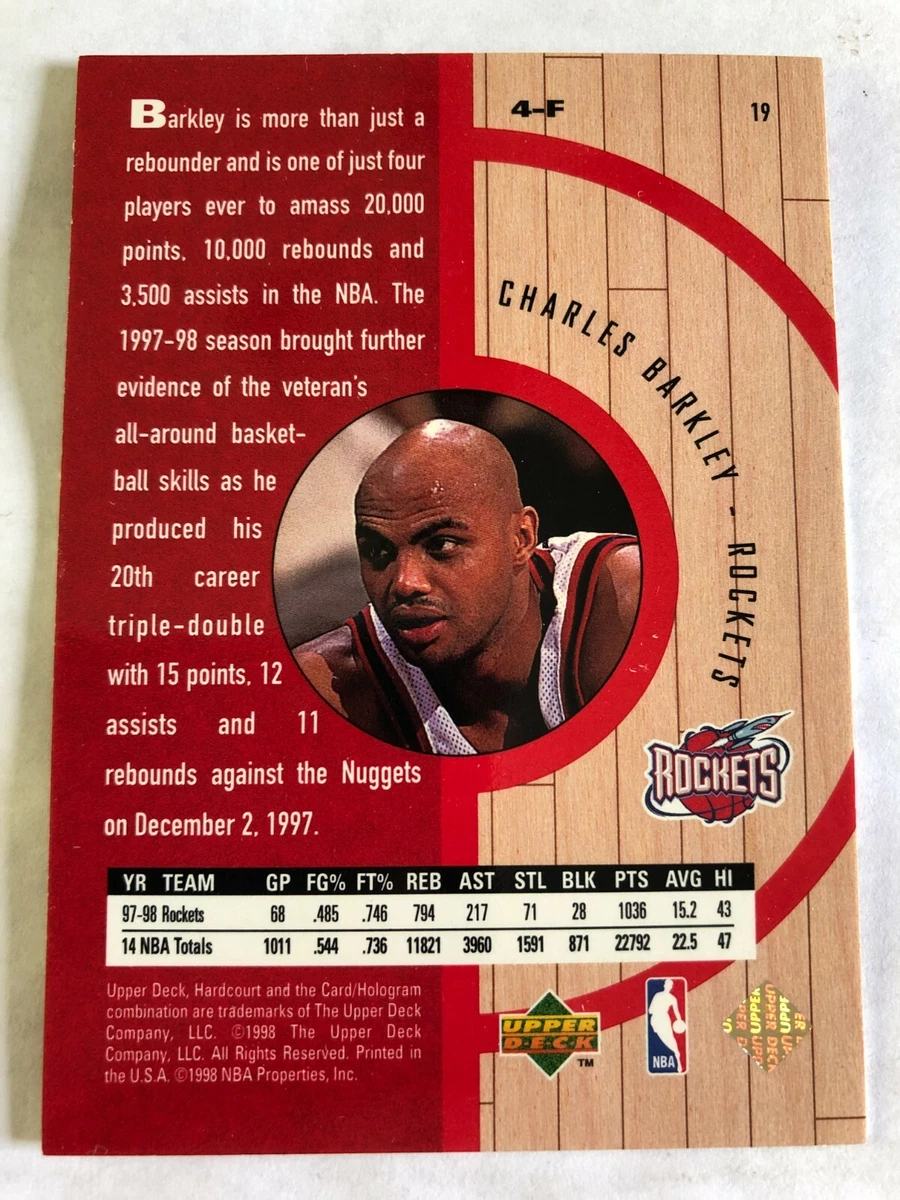 4-F
19
Barkley is more than just a
rebounder and is one of just four
players ever to amass 20,000
points, 10,000 rebounds and
3,500 assists in the NBA. The
1997-98 season brought further
evidence of the veteran's
all-around basket-
ball skills as he
produced his
20th career
triple-double
with 15 points, 12
assists and 11
rebounds against the Nuggets
on December 2, 1997.
CHARLES BARKLEY - ROCKETS
ROCKETS
YR TEAM GP FG% FT% REB AST STL BLK PTS AVG HI
97-98 Rockets 68 .485 .746 794 217 71 28 1036 15.2 43
14 NBA Totals 1011 .544 .736 11821 3960 1591 871 22792 22.5 47
Upper Deck, Hardcourt and the Card/Hologram
combination are trademarks of The Upper Deck
Company, LLC. ©1998 The Upper Deck
Company, LLC. All Rights Reserved. Printed in
the U.S.A. ©1998 NBA Properties, Inc.
UPPER
DECK
TM
NBA
UPPER DECK